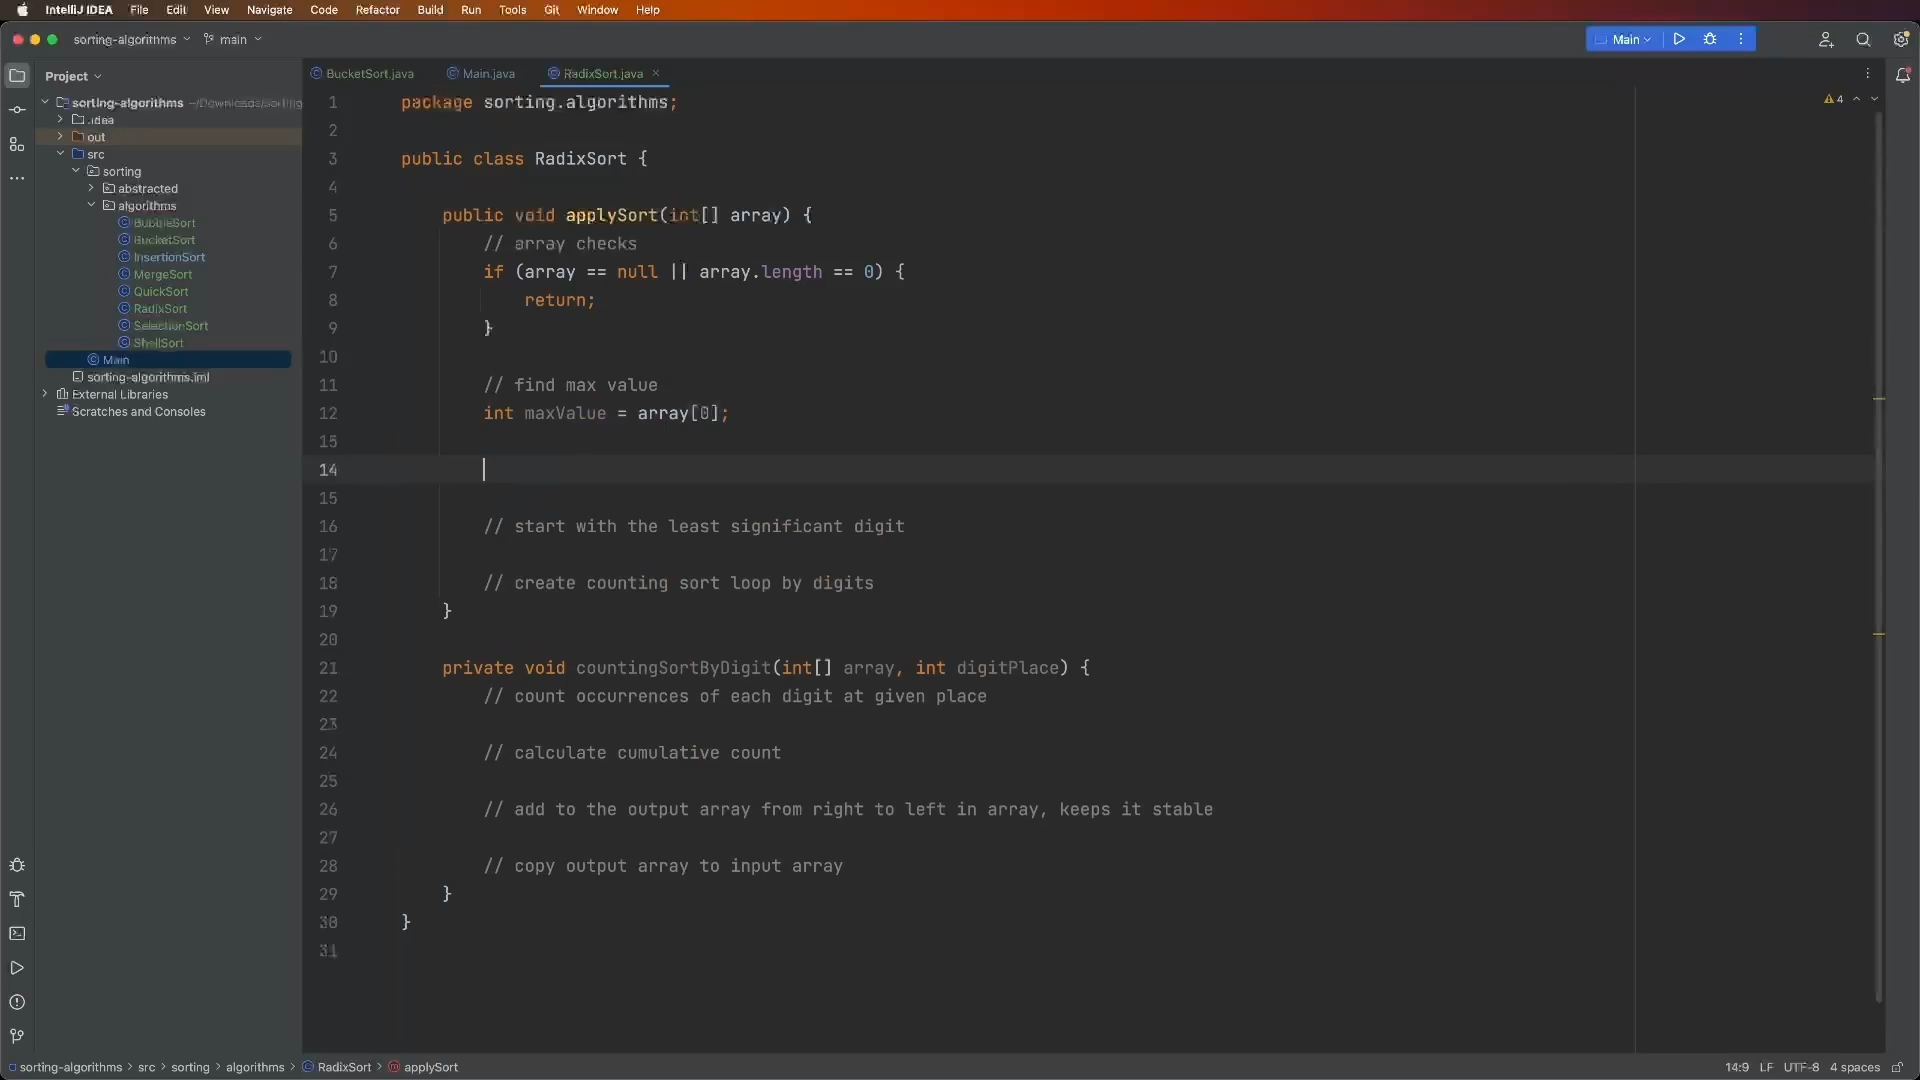 IntelliJ IDEA File Edit View Navigate Code Refactor Build Run Tools Git Window Help
sorting-algorithms main Main
Project BucketSort.java Main.java RadixSort.java
sorting-algorithms ~/Downloads/sorting
.idea
out
src
sorting
abstracted
algorithms
BubbleSort
BucketSort
InsertionSort
MergeSort
QuickSort
RadixSort
SelectionSort
ShellSort
Main
sorting-algorithms.iml
External Libraries
Scratches and Consoles
4
1 package sorting.algorithms;
2
3 public class RadixSort {
4
5 public void applySort(int[] array) {
6 // array checks
7 if (array == null || array.length == 0) {
8 return;
9 }
10
11 // find max value
12 int maxValue = array[0];
15
14
15
16 // start with the least significant digit
17
18 // create counting sort loop by digits
19 }
20
21 private void countingSortByDigit(int[] array, int digitPlace) {
22 // count occurrences of each digit at given place
23
24 // calculate cumulative count
25
26 // add to the output array from right to left in array, keeps it stable
27
28 // copy output array to input array
29 }
30 }
31
sorting-algorithms > src > sorting > algorithms > RadixSort > applySort 14:9 LF UTF-8 4 spaces